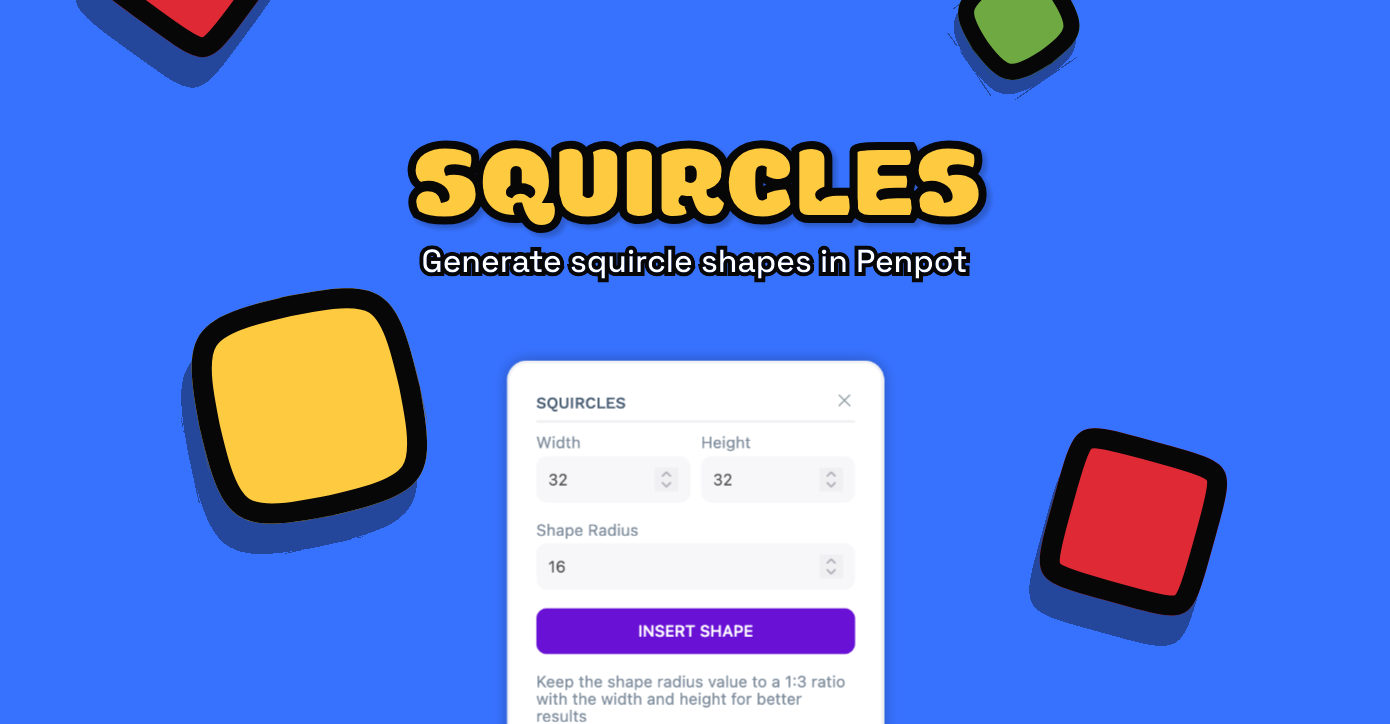 SQUIRCLES
Generate squircle shapes in Penpot
SQUIRCLES
Width Height
32 32
Shape Radius
16
INSERT SHAPE
Keep the shape radius value to a 1:3 ratio
with the width and height for better
results